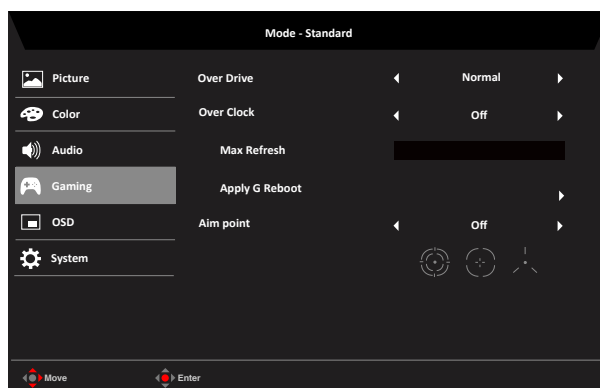 Mode - Standard
Picture
Over Drive
Normal
Color
Over Clock
Off
Audio
Max Refresh
Gaming
Apply G Reboot
OSD
Aim point
Off
System
Move
Enter